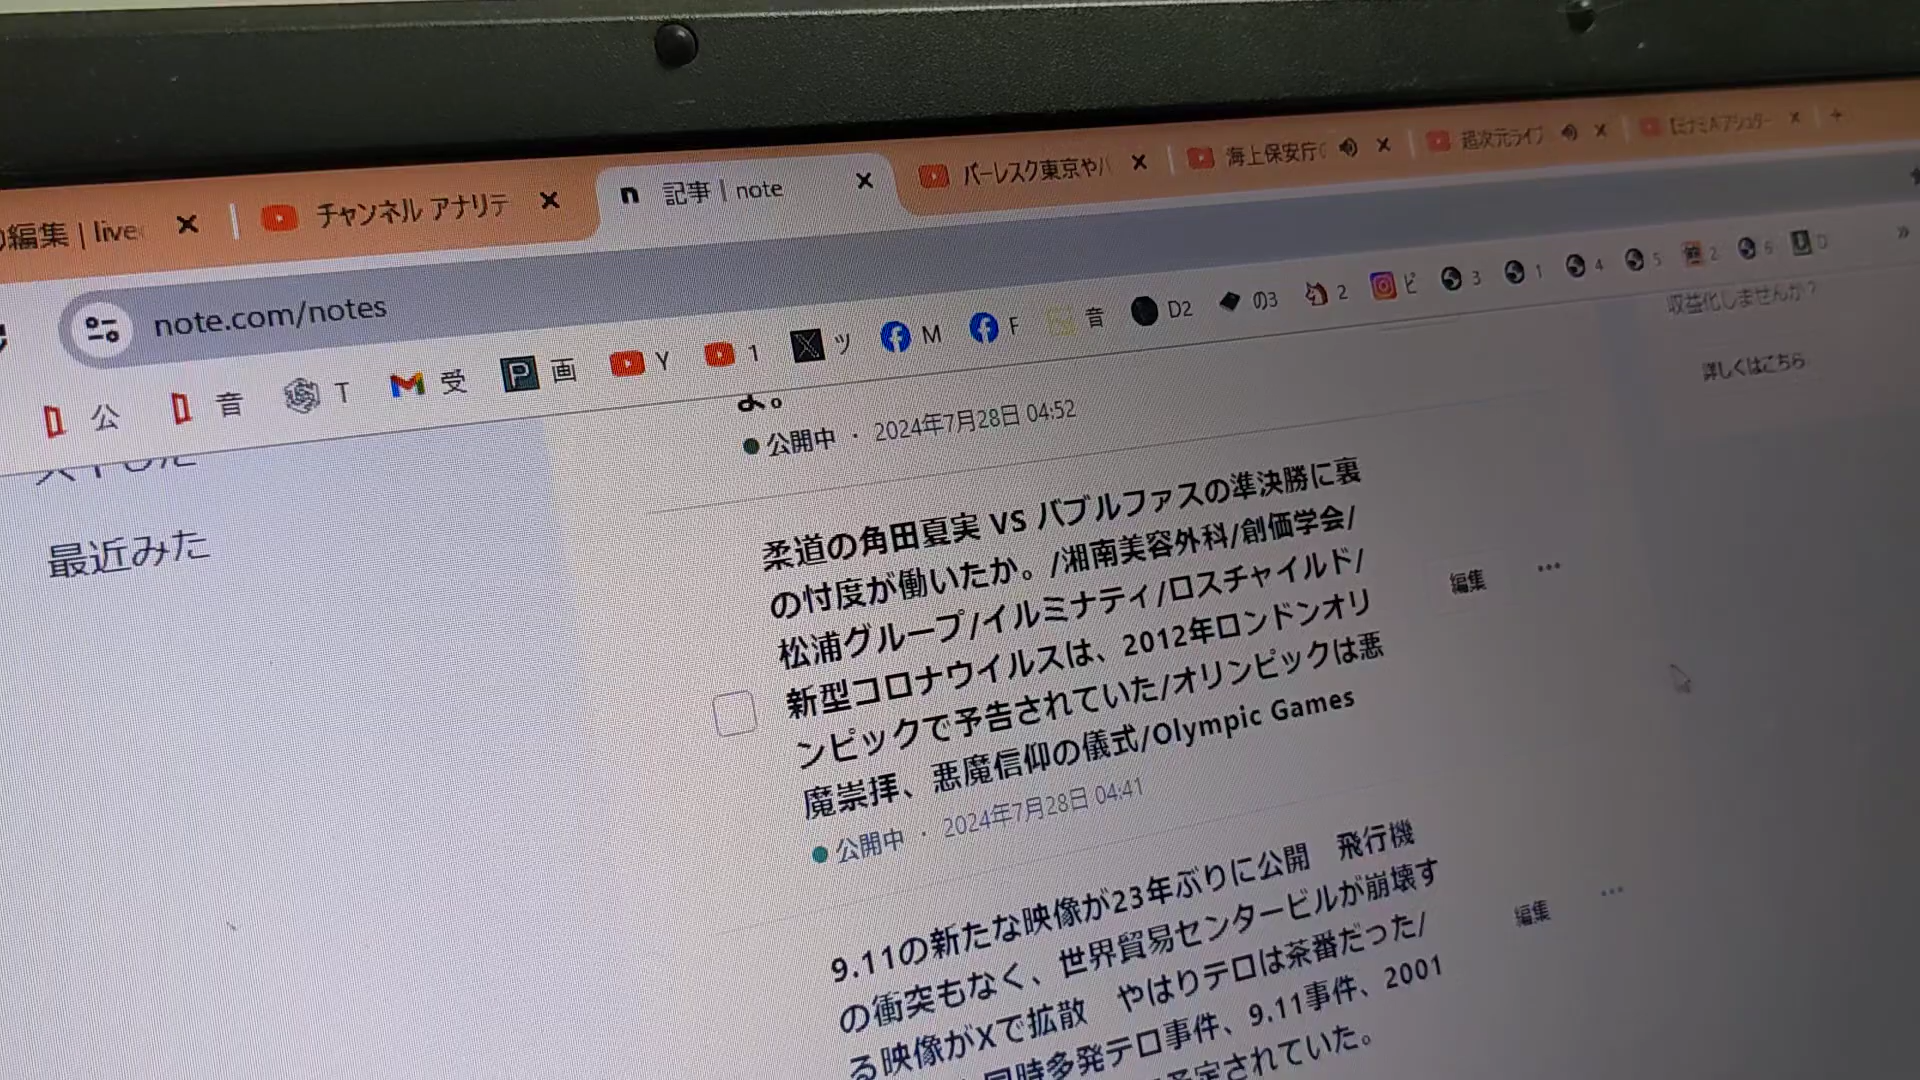 編集 | live
チャンネル アナリテ
記事 | note
バーレスク東京や
海上保安庁
超次元ライブ
note.com/notes
公
音
T
受
画
Y
1
ツ
M
F
音
D2
の3
2
ピ
3
1
4
5
2
5
D
収益化しませんか？
詳しくはこちら
最近みた
よ。
公開中 · 2024年7月28日 04:52
柔道の角田夏実 VS バブルファスの準決勝に裏
の忖度が働いたか。/湘南美容外科/創価学会/
松浦グループ/イルミナティ/ロスチャイルド/
新型コロナウイルスは、2012年ロンドンオリ
ンピックで予告されていた/オリンピックは悪
魔崇拝、悪魔信仰の儀式/Olympic Games
編集
公開中 · 2024年7月28日 04:41
9.11の新たな映像が23年ぶりに公開　飛行機
の衝突もなく、世界貿易センタービルが崩壊す
る映像がXで拡散　やはりテロは茶番だった/
同時多発テロ事件、9.11事件、2001
予定されていた。
編集